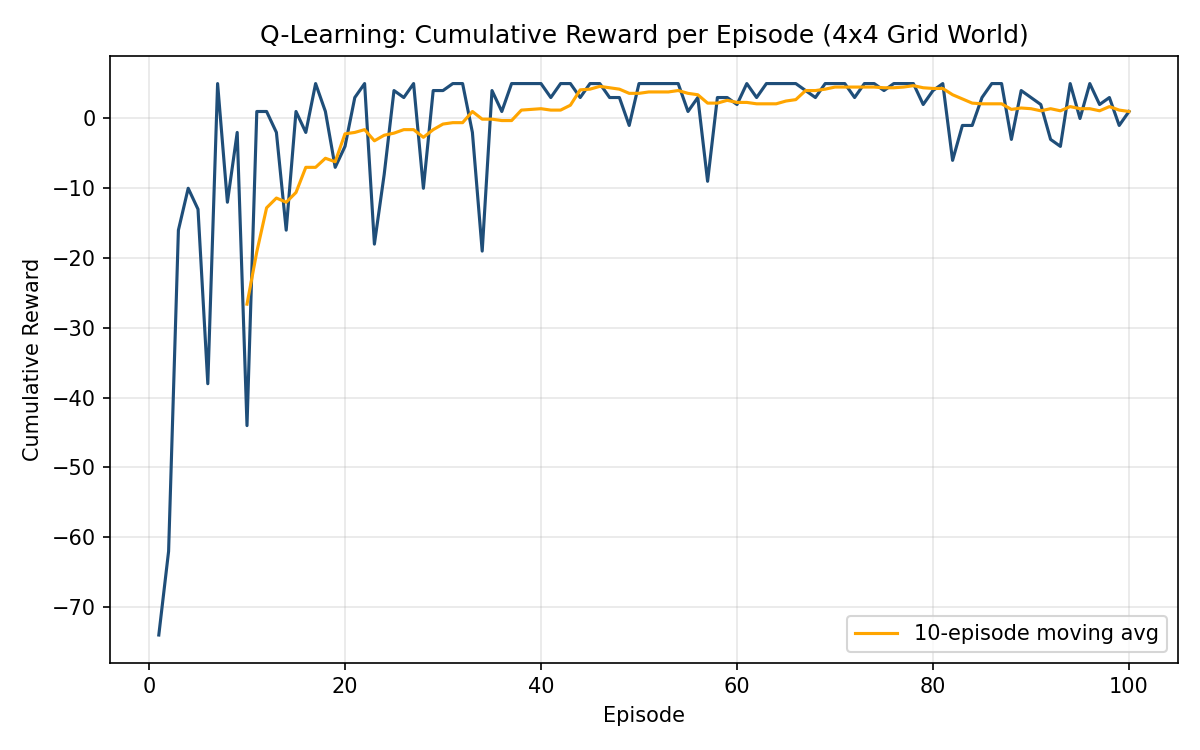 Q-Learning: Cumulative Reward per Episode (4x4 Grid World)
Cumulative Reward
0
−10
−20
−30
−40
−50
−60
−70
10-episode moving avg
0 20 40 60 80 100
Episode